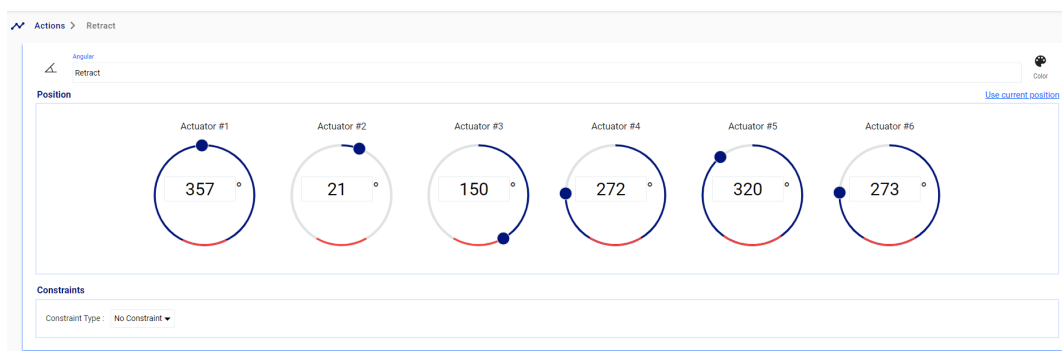 Actions > Retract
Angular
Retract
Color
Position
Use current position
Actuator #1 Actuator #2 Actuator #3 Actuator #4 Actuator #5 Actuator #6
357 ° 21 ° 150 ° 272 ° 320 ° 273 °
Constraints
Constraint Type : No Constraint